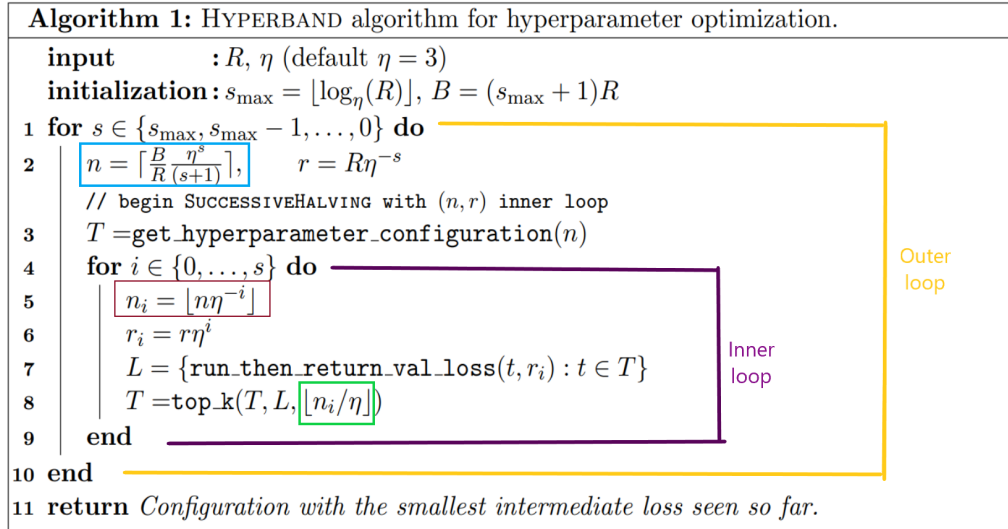 Algorithm 1: HYPERBAND algorithm for hyperparameter optimization.
input : R, η (default η = 3)
initialization : s_max = ⌊log_η(R)⌋, B = (s_max + 1)R
1 for s ∈ {s_max, s_max − 1, . . . , 0} do
2 n = ⌈B/R η^s/(s+1)⌉, r = Rη^−s
// begin SUCCESSIVEHALVING with (n, r) inner loop
3 T =get_hyperparameter_configuration(n)
4 for i ∈ {0, . . . , s} do
5 n_i = ⌊nη^−i⌋
6 r_i = rη^i
7 L = {run_then_return_val_loss(t, r_i) : t ∈ T}
8 T =top_k(T, L, ⌊n_i/η⌋)
9 end
10 end
11 return Configuration with the smallest intermediate loss seen so far.
Inner
loop
Outer
loop